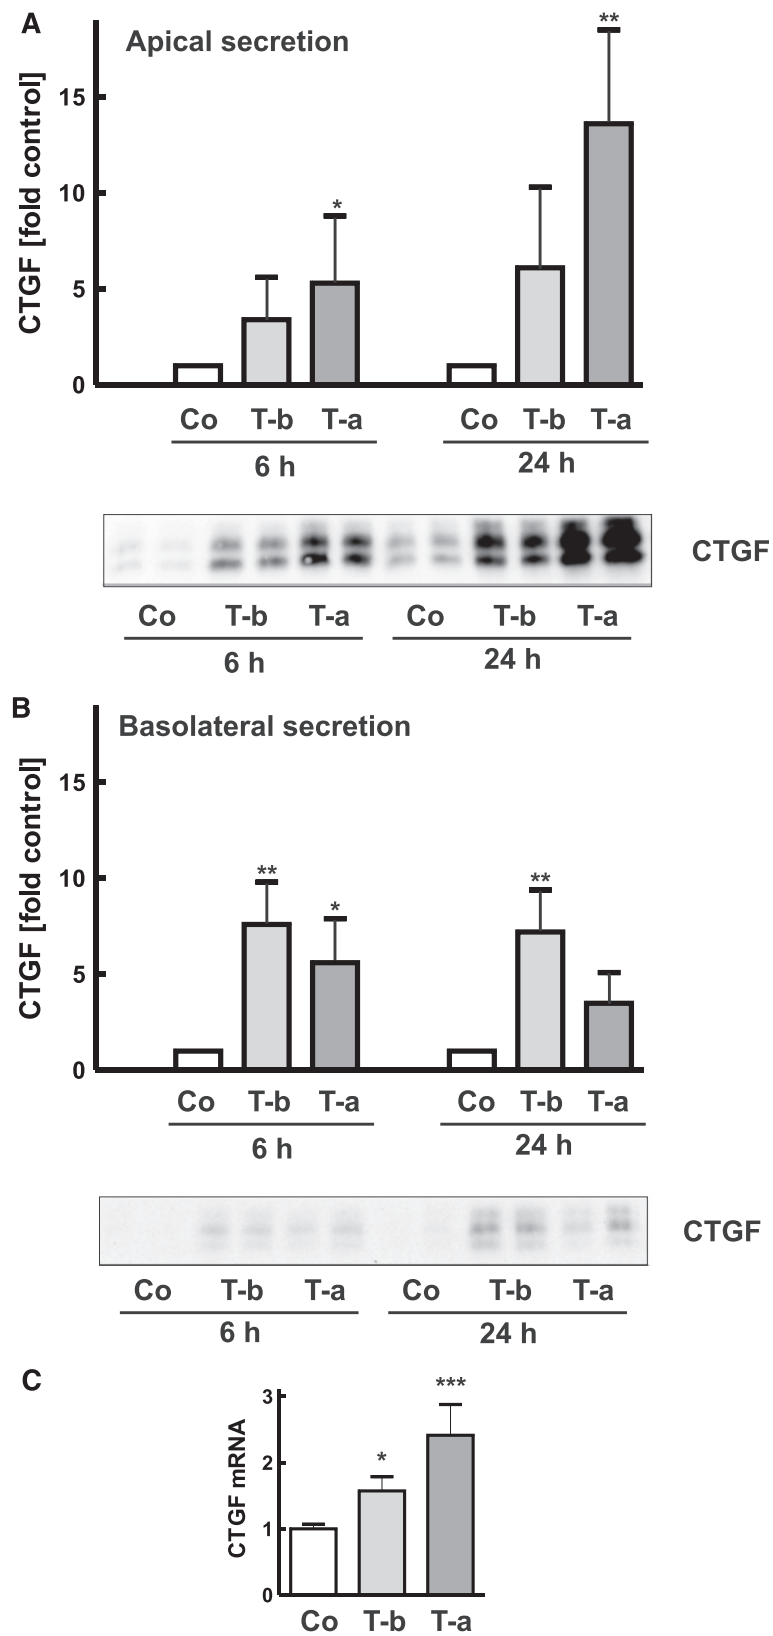 A
Apical secretion
CTGF [fold control]
15
10
5
0
*
**
Co T-b T-a Co T-b T-a
6 h 24 h
CTGF
Co T-b T-a Co T-b T-a
6 h 24 h
B
Basolateral secretion
CTGF [fold control]
15
10
5
0
** * **
Co T-b T-a Co T-b T-a
6 h 24 h
CTGF
Co T-b T-a Co T-b T-a
6 h 24 h
C
CTGF mRNA
3
2
1
0
* ***
Co T-b T-a